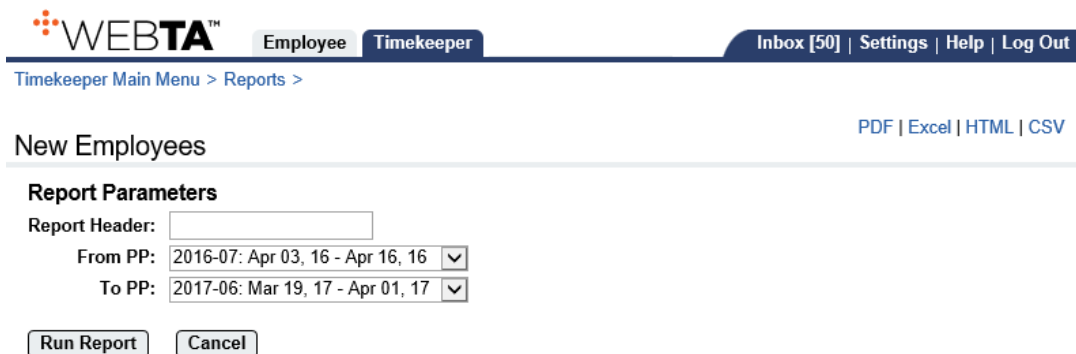 WEBTA™ Employee Timekeeper Inbox [50] | Settings | Help | Log Out
Timekeeper Main Menu > Reports >
PDF | Excel | HTML | CSV
New Employees
Report Parameters
Report Header:
From PP: 2016-07: Apr 03, 16 - Apr 16, 16
To PP: 2017-06: Mar 19, 17 - Apr 01, 17
Run Report Cancel